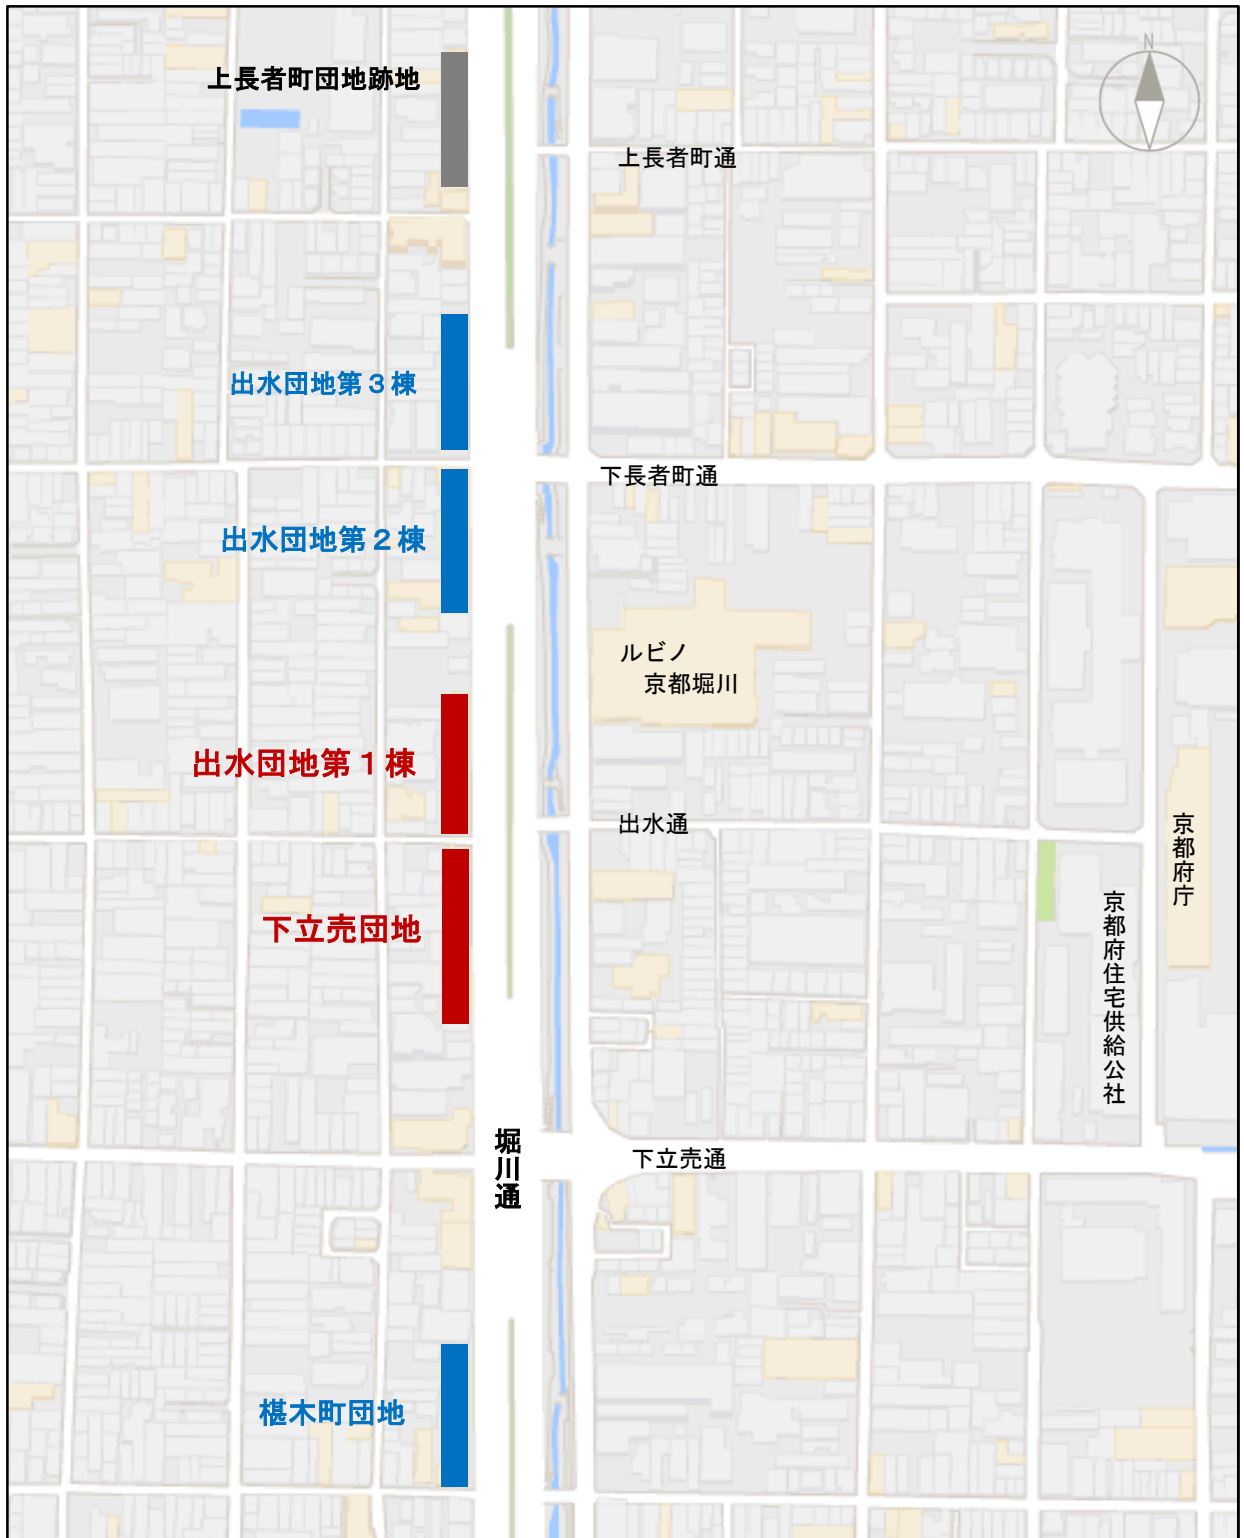 N
上長者町団地跡地
上長者町通
出水団地第３棟
下長者町通
出水団地第２棟
ルビノ
京都堀川
出水団地第１棟
出水通
京都府庁
京都府住宅供給公社
下立売団地
堀川通
下立売通
椹木町団地